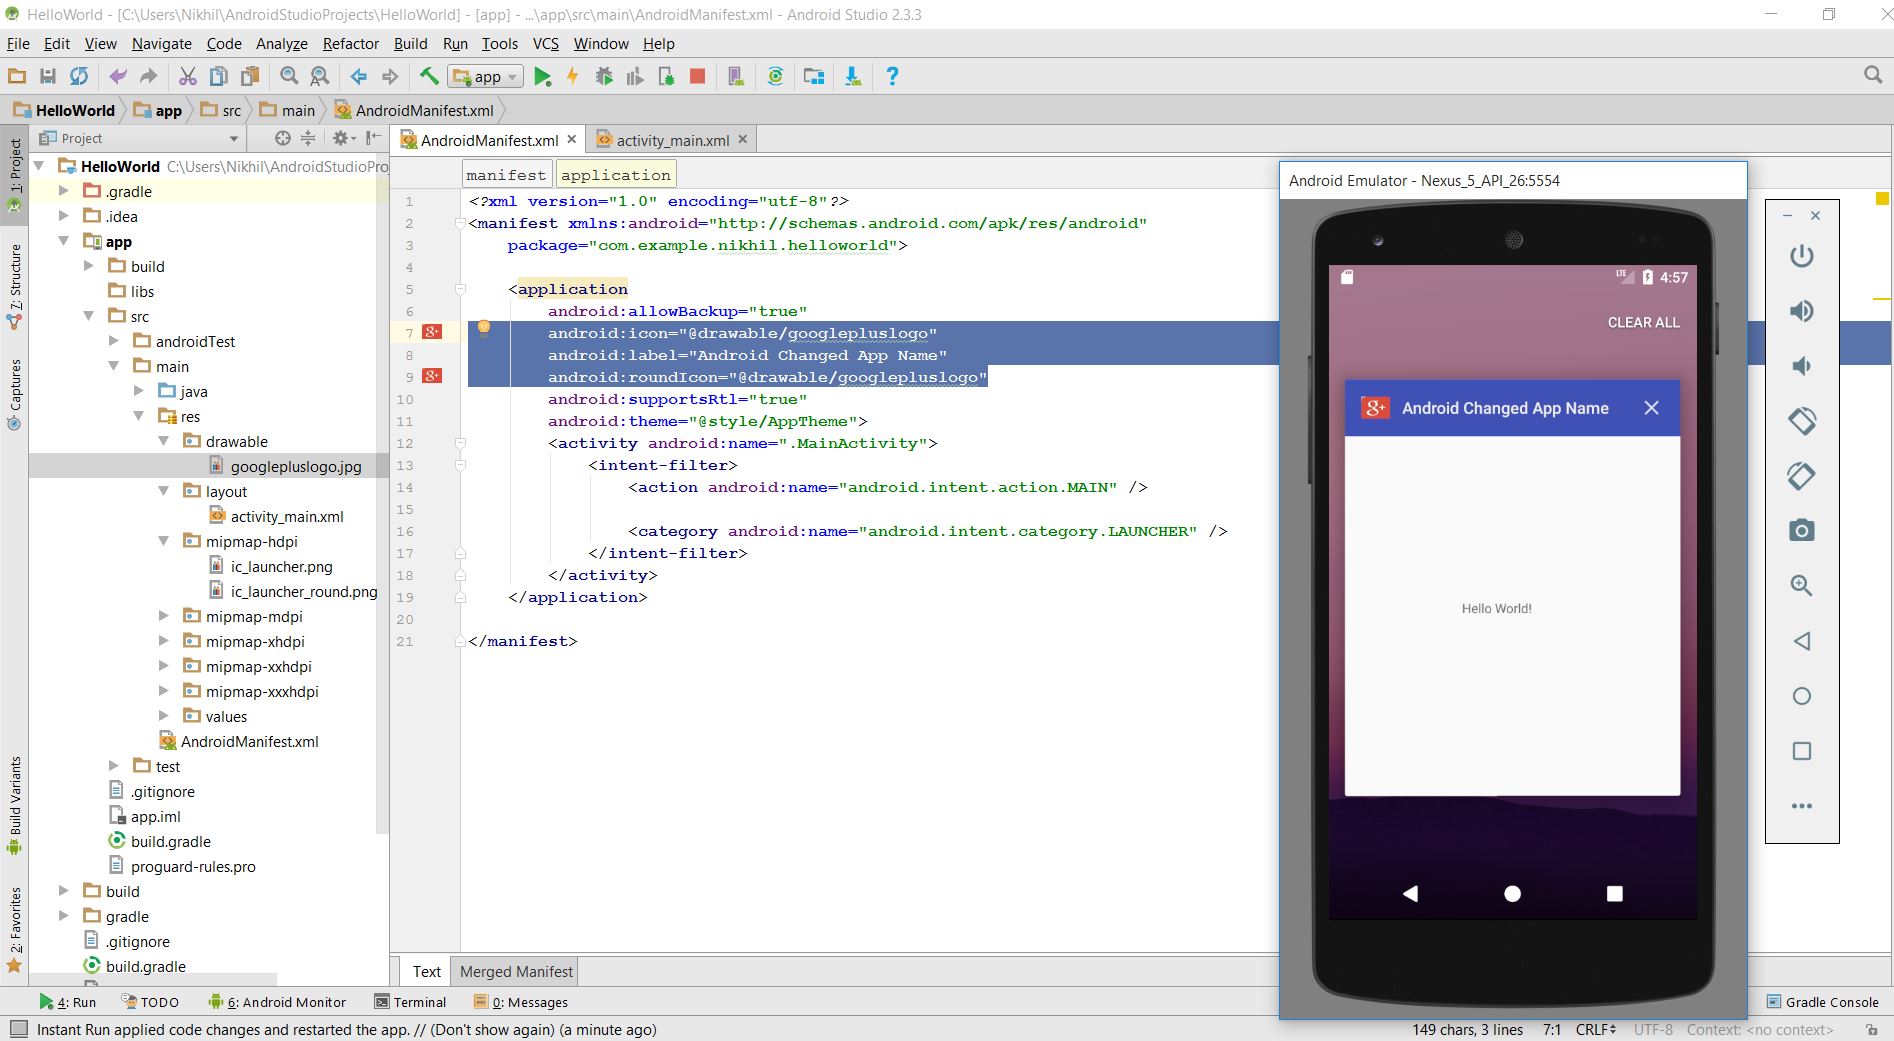 HelloWorld - [C:\Users\Nikhil\AndroidStudioProjects\HelloWorld] - [app] - ...\app\src\main\AndroidManifest.xml - Android Studio 2.3.3
File Edit View Navigate Code Analyze Refactor Build Run Tools VCS Window Help
app
HelloWorld app src main AndroidManifest.xml
Project
AndroidManifest.xml activity_main.xml
1: Project
7: Structure
Captures
Build Variants
2: Favorites
HelloWorld C:\Users\Nikhil\AndroidStudioPro
.gradle
.idea
app
build
libs
src
androidTest
main
java
res
drawable
googlepluslogo.jpg
layout
activity_main.xml
mipmap-hdpi
ic_launcher.png
ic_launcher_round.png
mipmap-mdpi
mipmap-xhdpi
mipmap-xxhdpi
mipmap-xxxhdpi
values
AndroidManifest.xml
test
.gitignore
app.iml
build.gradle
proguard-rules.pro
build
gradle
.gitignore
build.gradle
manifest application
1 <?xml version="1.0" encoding="utf-8"?>
2 <manifest xmlns:android="http://schemas.android.com/apk/res/android"
3 package="com.example.nikhil.helloworld">
4
5 <application
6 android:allowBackup="true"
7 g+ android:icon="@drawable/googlepluslogo"
8 android:label="Android Changed App Name"
9 g+ android:roundIcon="@drawable/googlepluslogo"
10 android:supportsRtl="true"
11 android:theme="@style/AppTheme">
12 <activity android:name=".MainActivity">
13 <intent-filter>
14 <action android:name="android.intent.action.MAIN" />
15
16 <category android:name="android.intent.category.LAUNCHER" />
17 </intent-filter>
18 </activity>
19 </application>
20
21 </manifest>
Text Merged Manifest
Android Emulator - Nexus_5_API_26:5554
LTE 4:57
CLEAR ALL
g+ Android Changed App Name
Hello World!
4: Run TODO 6: Android Monitor Terminal 0: Messages Gradle Console
Instant Run applied code changes and restarted the app. // (Don't show again) (a minute ago) 149 chars, 3 lines 7:1 CRLF UTF-8 Context: <no context>